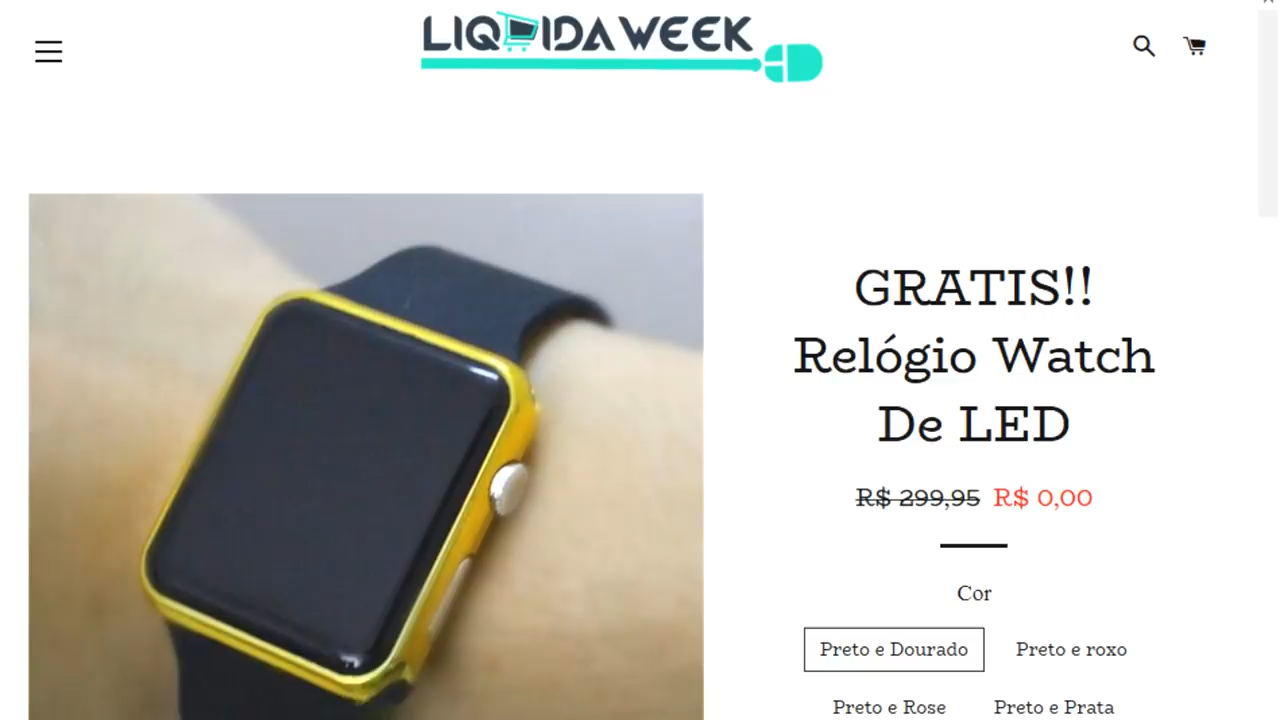 LIQUIDAWEEK
GRATIS!!
Relógio Watch
De LED
R$ 299,95 R$ 0,00
Cor
Preto e Dourado Preto e roxo
Preto e Rose Preto e Prata